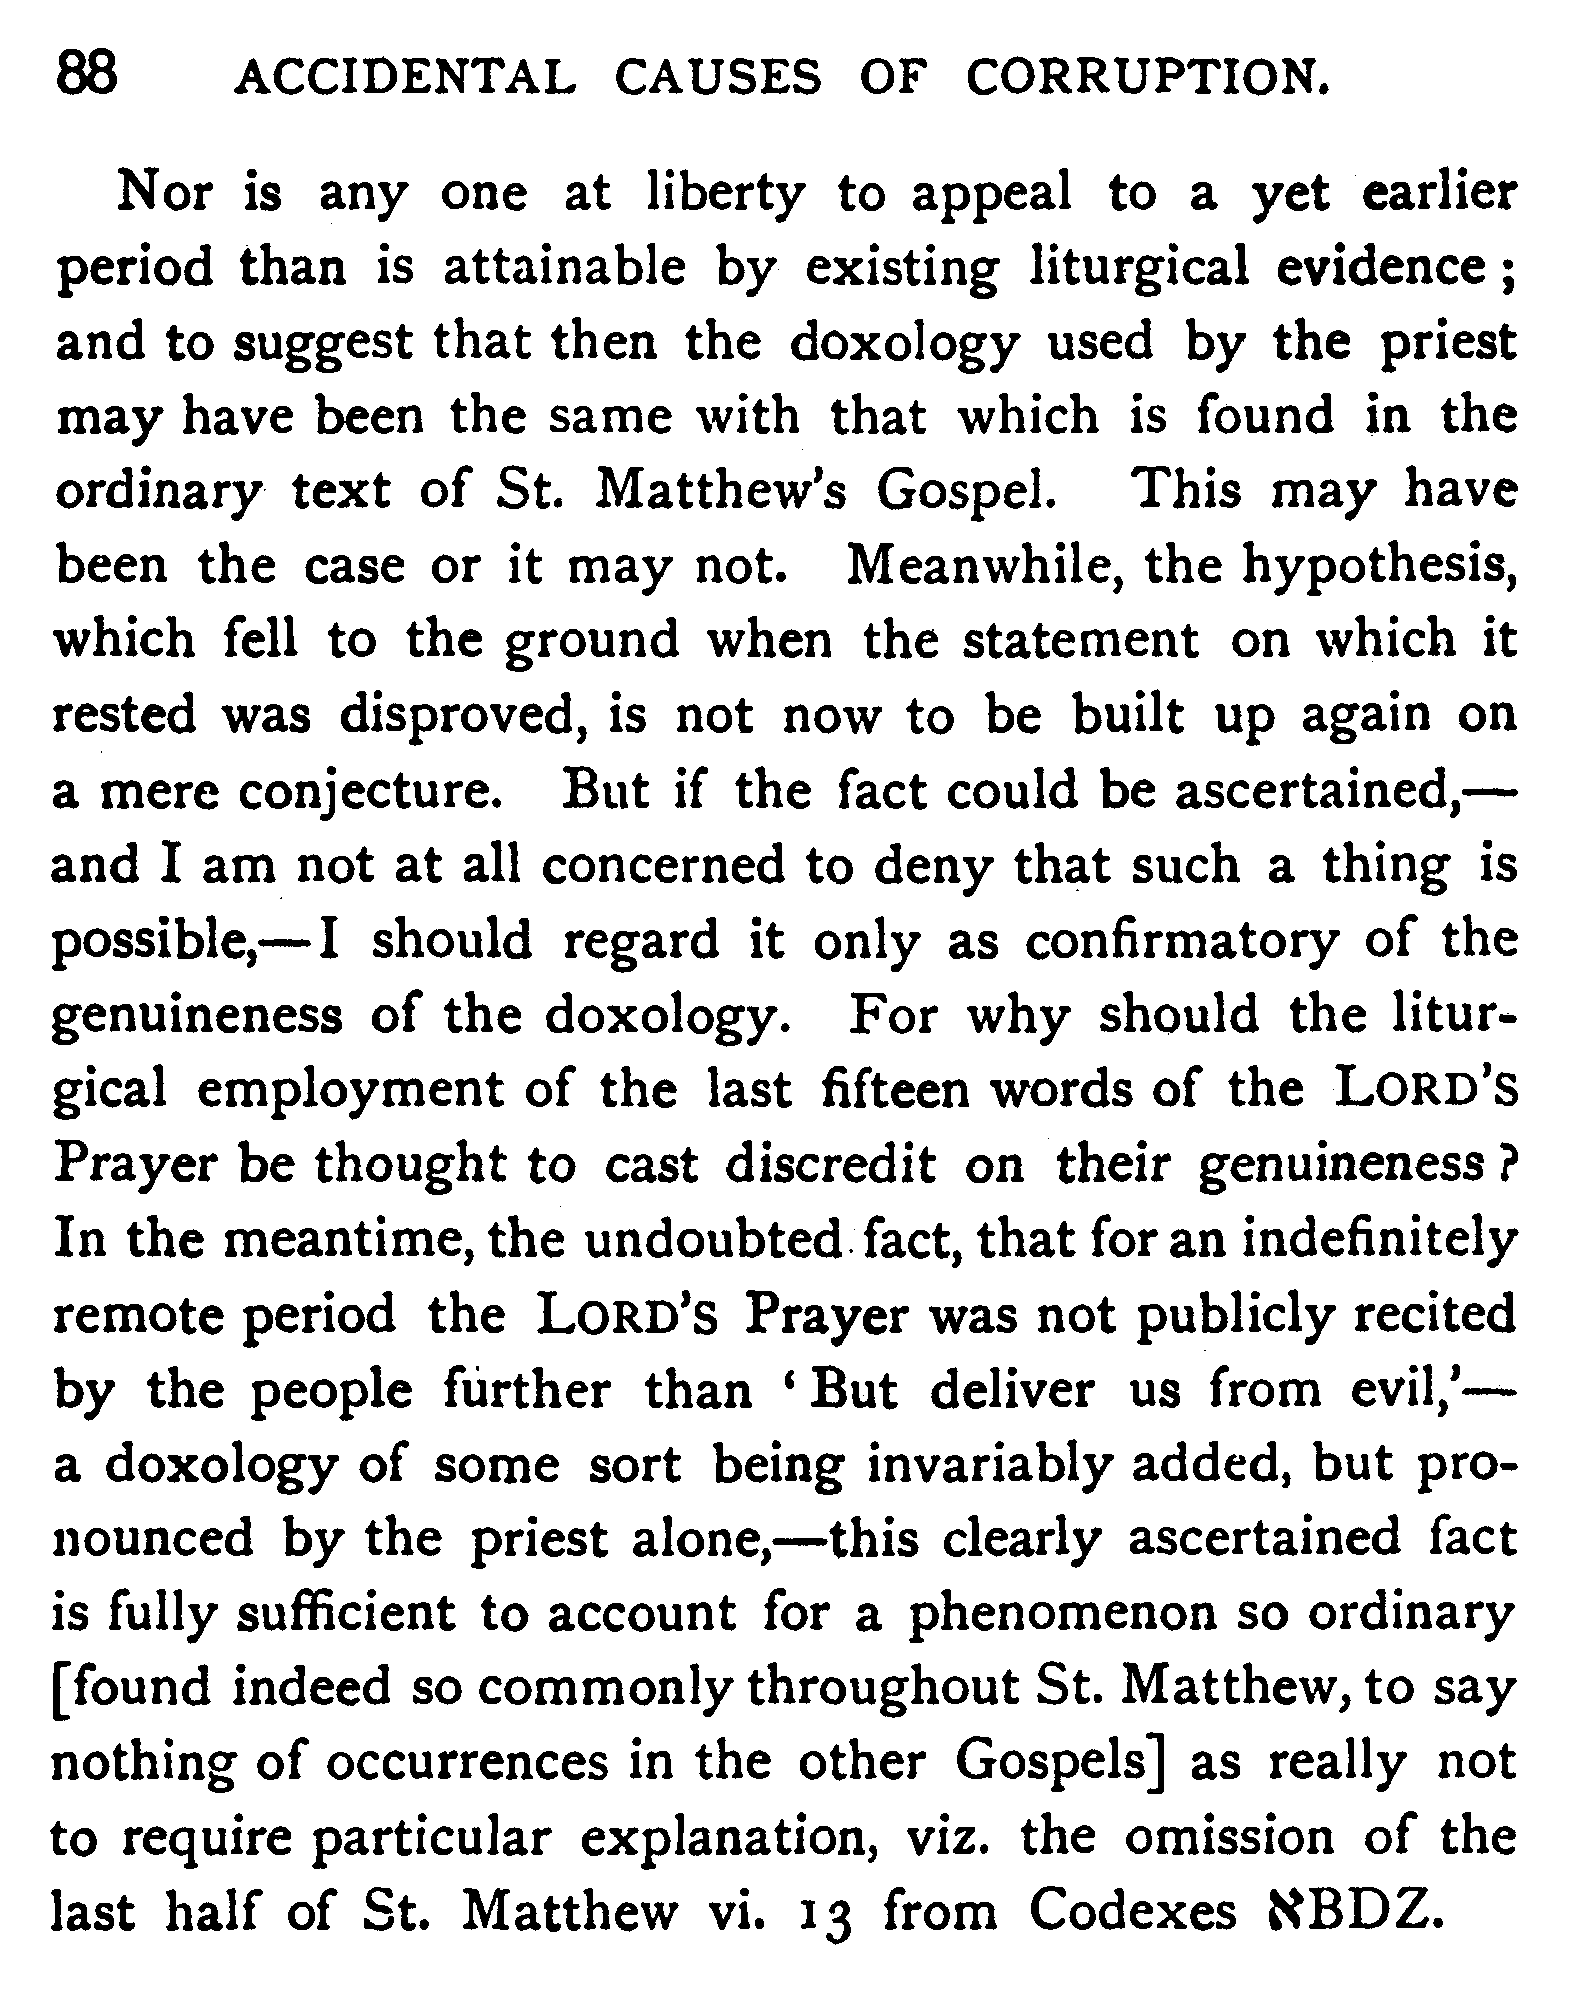 88 ACCIDENTAL CAUSES OF CORRUPTION.
Nor is any one at liberty to appeal to a yet earlier
period than is attainable by existing liturgical evidence ;
and to suggest that then the doxology used by the priest
may have been the same with that which is found in the
ordinary text of St. Matthew's Gospel. This may have
been the case or it may not. Meanwhile, the hypothesis,
which fell to the ground when the statement on which it
rested was disproved, is not now to be built up again on
a mere conjecture. But if the fact could be ascertained,—
and I am not at all concerned to deny that such a thing is
possible,—I should regard it only as confirmatory of the
genuineness of the doxology. For why should the litur-
gical employment of the last fifteen words of the LORD'S
Prayer be thought to cast discredit on their genuineness ?
In the meantime, the undoubted fact, that for an indefinitely
remote period the LORD'S Prayer was not publicly recited
by the people further than ‘ But deliver us from evil,’—
a doxology of some sort being invariably added, but pro-
nounced by the priest alone,—this clearly ascertained fact
is fully sufficient to account for a phenomenon so ordinary
[found indeed so commonly throughout St. Matthew, to say
nothing of occurrences in the other Gospels] as really not
to require particular explanation, viz. the omission of the
last half of St. Matthew vi. 13 from Codexes אBDZ.